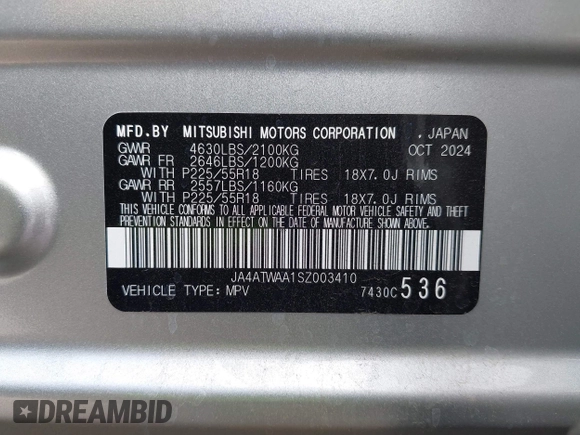 MFD.BY MITSUBISHI MOTORS CORPORATION . JAPAN
GVWR 4630LBS/2100KG OCT 2024
GAWR FR 2646LBS/1200KG
WITH P225/55R18 TIRES 18X7.0J RIMS
GAWR RR 2557LBS/1160KG
WITH P225/55R18 TIRES 18X7.0J RIMS
THIS VEHICLE CONFORMS TO ALL APPLICABLE FEDERAL MOTOR VEHICLE SAFETY AND THEFT
PREVENTION STANDARDS IN EFFECT ON THE DATE OF MANUFACTURE SHOWN ABOVE.
JA4ATWAA1SZ003410
VEHICLE TYPE: MPV 7430C 536
DREAMBID